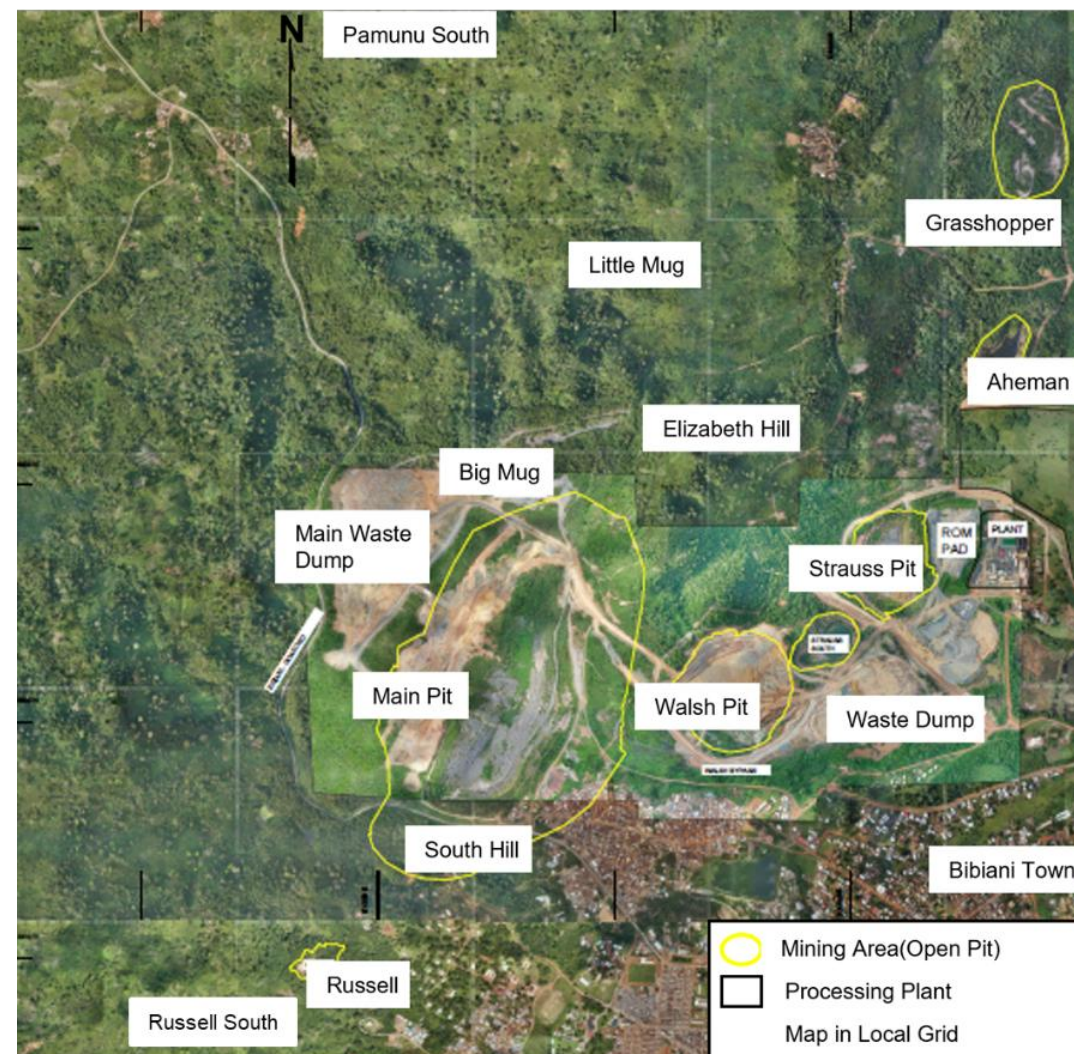 N
Pamunu South
Grasshopper
Little Mug
Aheman
Elizabeth Hill
Big Mug
Main Waste
Dump
ROM
PAD
PLANT
Strauss Pit
STRAUSS
SOUTH
Main Pit
Walsh Pit
Waste Dump
South Hill
Bibiani Town
Mining Area(Open Pit)
Processing Plant
Map in Local Grid
Russell
Russell South